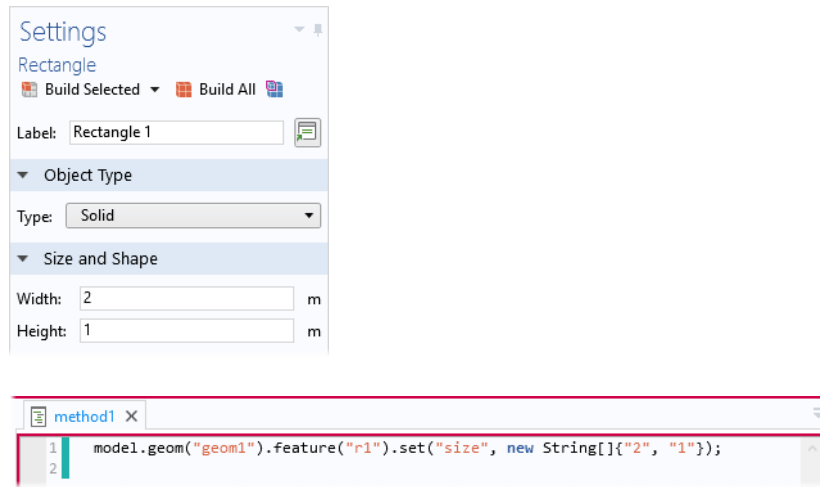 Settings
Rectangle
Build Selected Build All
Label: Rectangle 1
Object Type
Type: Solid
Size and Shape
Width: 2 m
Height: 1 m
method1
1 model.geom("geom1").feature("r1").set("size", new String[]{"2", "1"});
2